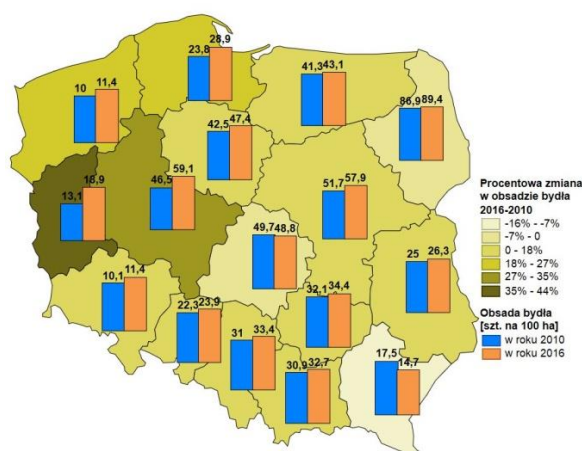 28,9
23,8
41,3 43,1
10 11,4
86,9 89,4
42,5 47,4
59,1
46,5
18,9
13,1
51,7 57,9
49,7 48,8
25 26,3
10,1 11,4
22,3 23,9
32,1 34,4
31 33,4
30,9 32,7
17,5
14,7
Procentowa zmiana
w obsadzie bydła
2016-2010
-16% – -7%
-7% - 0
0 - 18%
18% - 27%
27% - 35%
35% - 44%
Obsada bydła
[szt. na 100 ha]
w roku 2010
w roku 2016